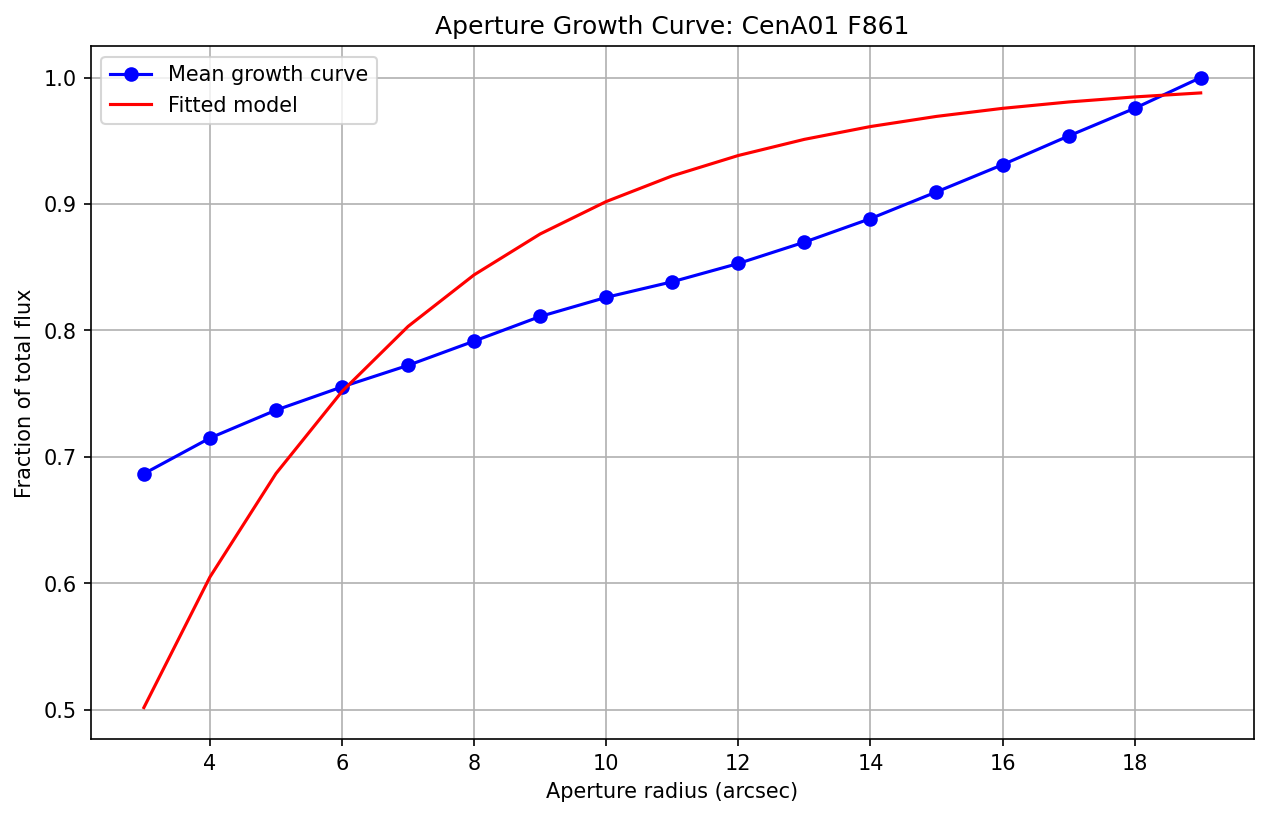 Aperture Growth Curve: CenA01 F861
Mean growth curve
Fitted model
1.0
0.9
0.8
0.7
0.6
0.5
Fraction of total flux
4 6 8 10 12 14 16 18
Aperture radius (arcsec)